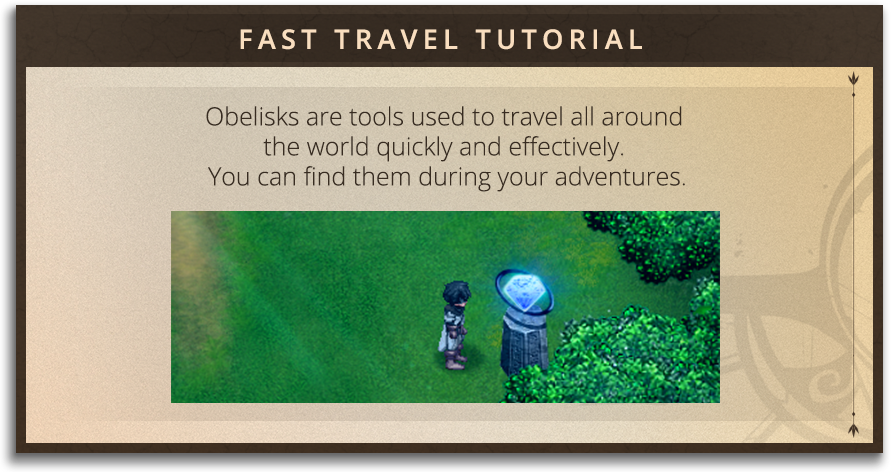 FAST TRAVEL TUTORIAL
Obelisks are tools used to travel all around
the world quickly and effectively.
You can find them during your adventures.